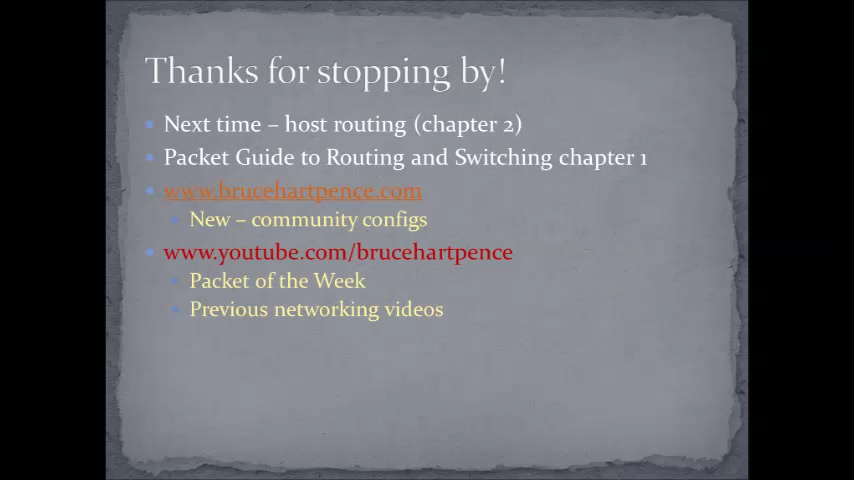 Thanks for stopping by!
Next time – host routing (chapter 2)
Packet Guide to Routing and Switching chapter 1
www.brucehartpence.com
New – community configs
www.youtube.com/brucehartpence
Packet of the Week
Previous networking videos